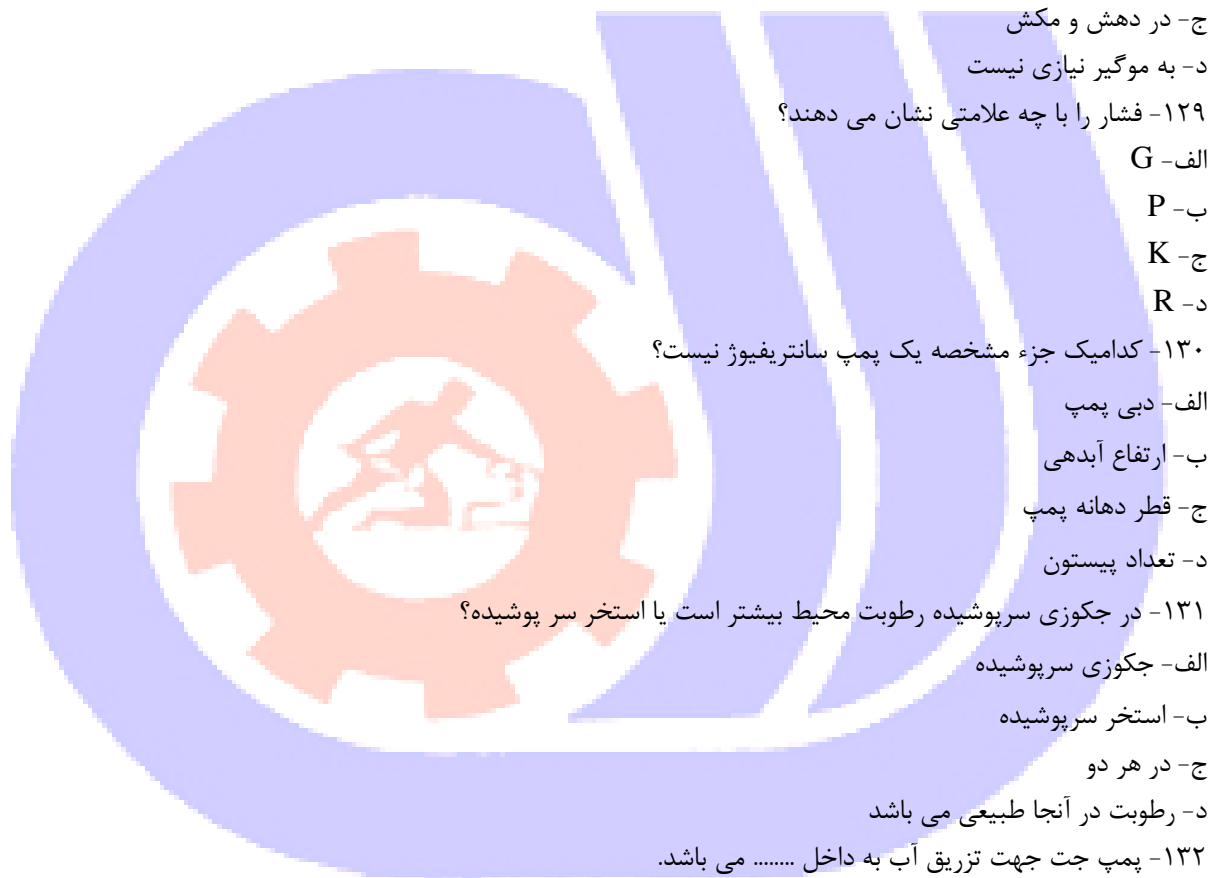 ج- در دهش و مکش
د- به موگیر نیازی نیست
۱۲۹- فشار را با چه علامتی نشان می دهند؟
الف- G
ب- P
ج- K
د- R
۱۳۰- کدامیک جزء مشخصه یک پمپ سانتریفیوژ نیست؟
الف- دبی پمپ
ب- ارتفاع آبدهی
ج- قطر دهانه پمپ
د- تعداد پیستون
۱۳۱- در جکوزی سرپوشیده رطوبت محیط بیشتر است یا استخر سر پوشیده؟
الف- جکوزی سرپوشیده
ب- استخر سرپوشیده
ج- در هر دو
د- رطوبت در آنجا طبیعی می باشد
۱۳۲- پمپ جت جهت تزریق آب به داخل ........ می باشد.